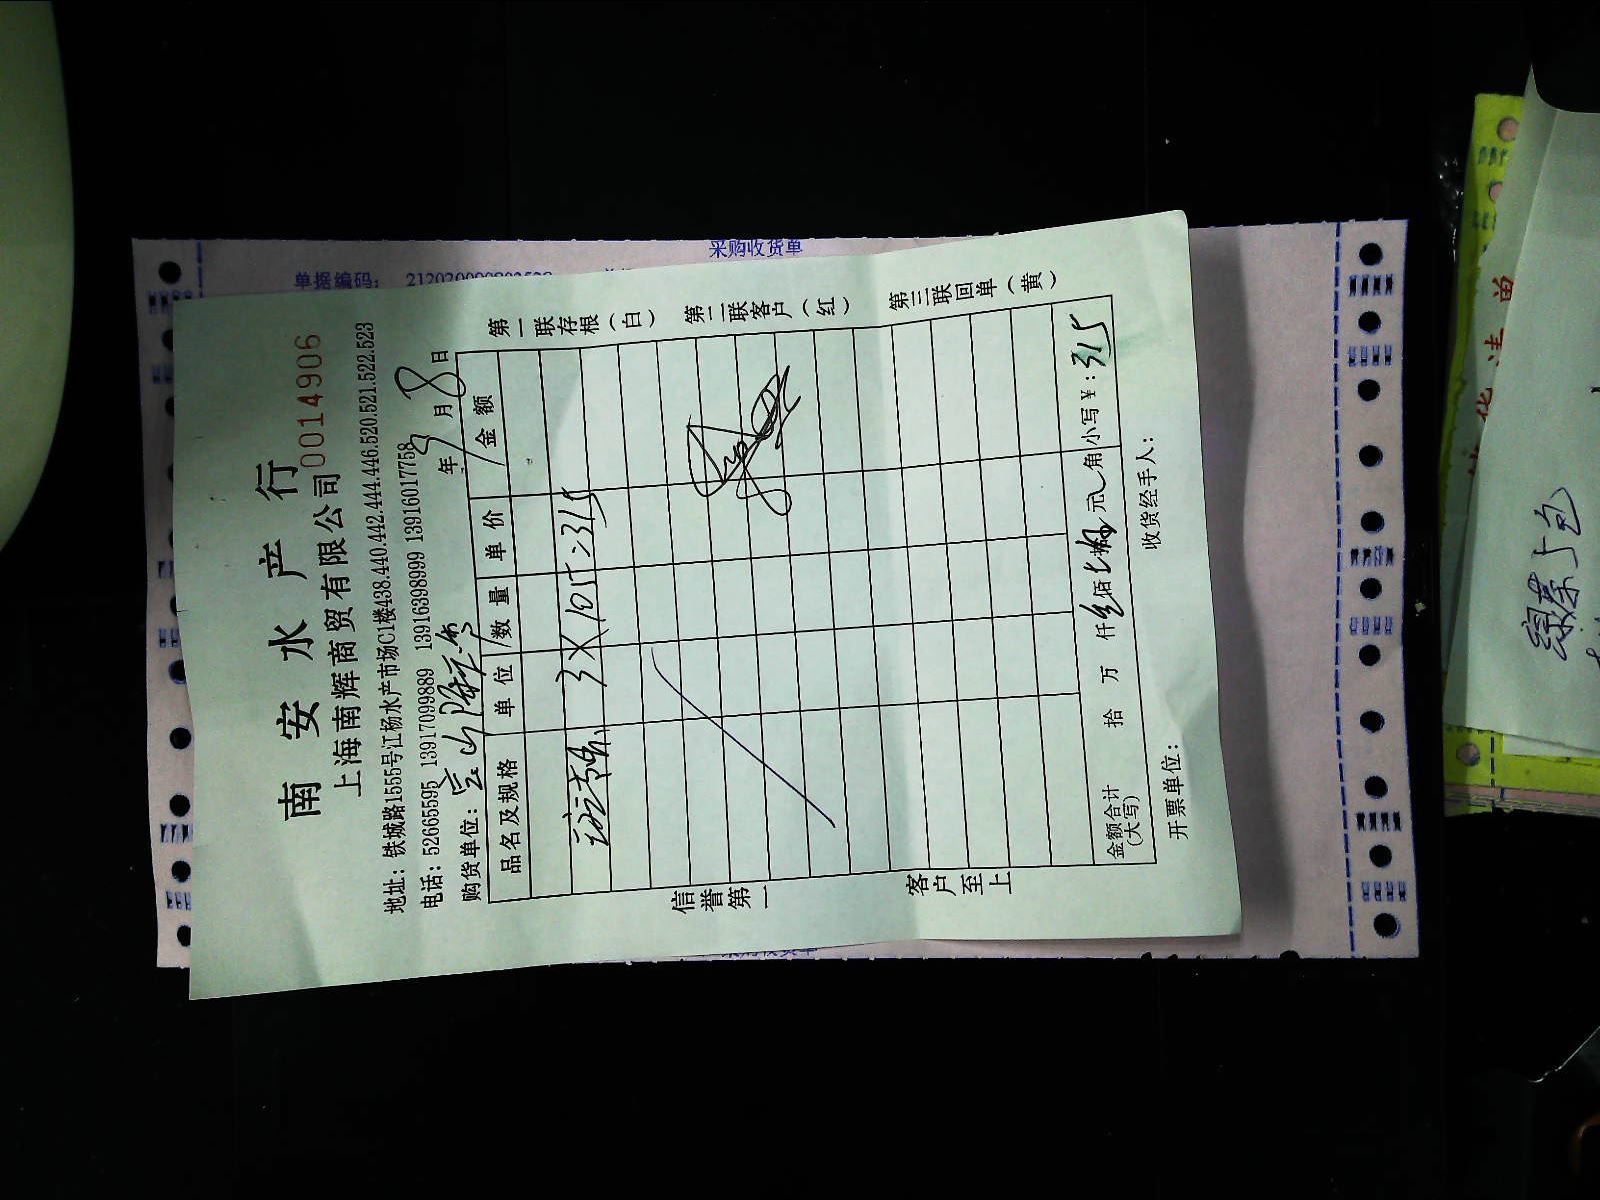 采购收货单
单据编码:
南安水产行
上海南辉商贸有限公司 0014906
地址:铁城路1555号江杨水产市场C1楼438.440.442.444.446.520.521.522.523
电话:52665595 13917099889 13916398999 13916017758
购货单位: 年 9月8日
品名及规格 单位 数量 单价 金额
3×105=315
金额合计(大写) 拾 万 仟 佰 拾 元 角 小写¥:315
开票单位: 收货经手人:
信誉第一
客户至上
第一联存根(白)
第二联客户(红)
第三联回单(黄)
绿茶5包